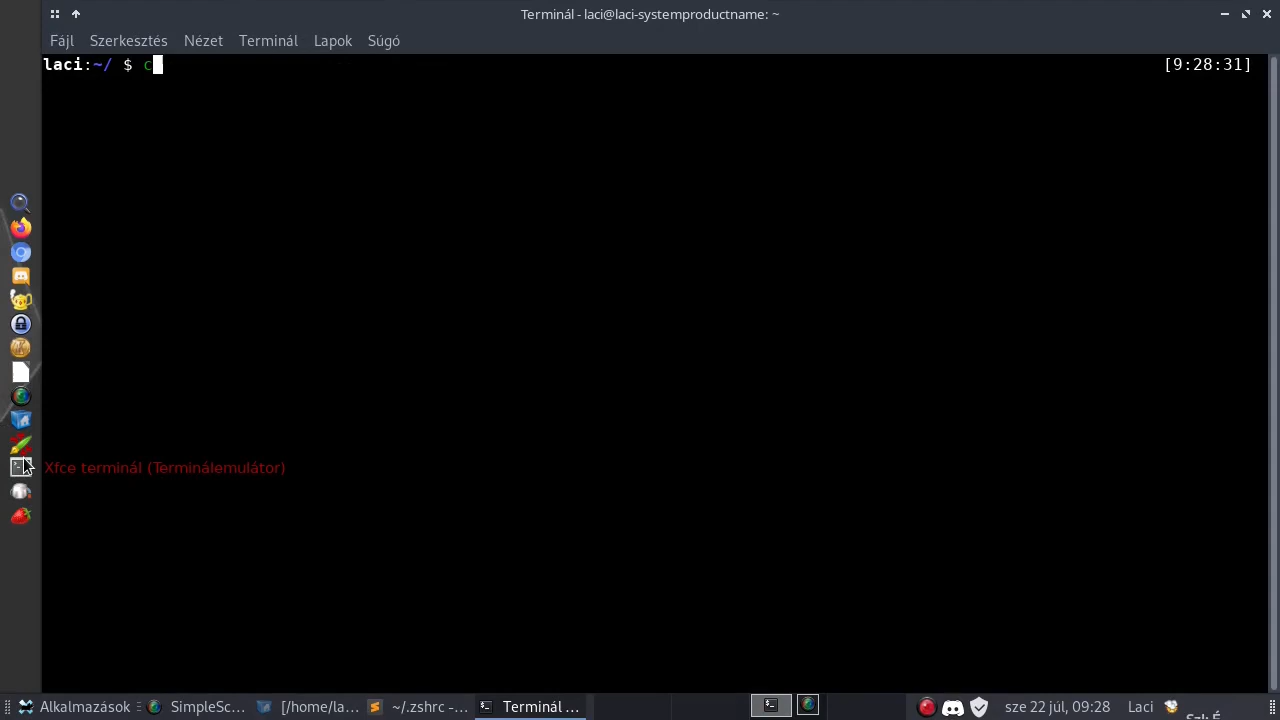 Terminál - laci@laci-systemproductname: ~
Fájl Szerkesztés Nézet Terminál Lapok Súgó
laci:~/ $ c [9:28:31]
Xfce terminál (Terminálemulátor)
Alkalmazások SimpleSc... [/home/la... ~/.zshrc -... Terminál ... sze 22 júl, 09:28 Laci